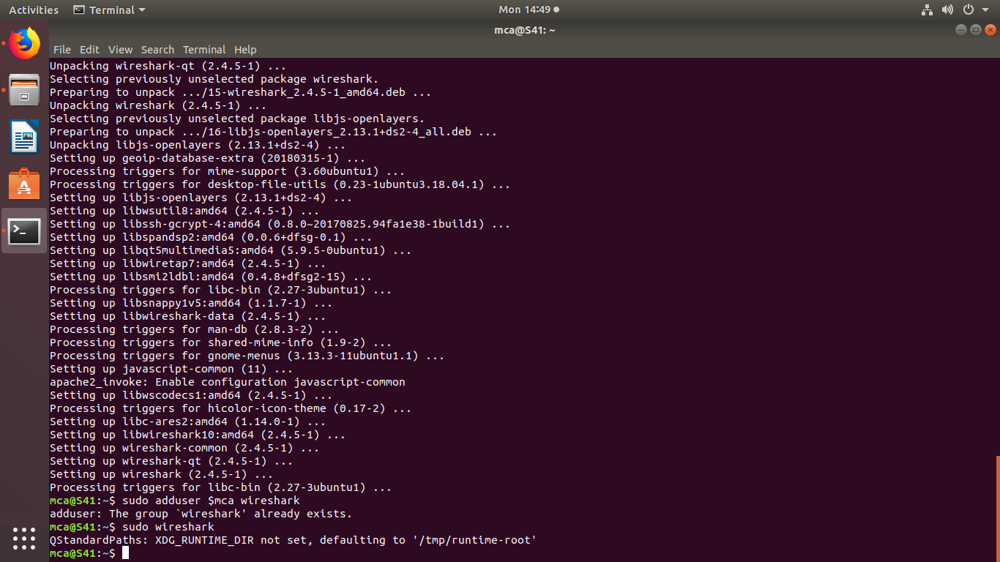 Activities Terminal Mon 14:49
mca@S41: ~
File Edit View Search Terminal Help
Unpacking wireshark-qt (2.4.5-1) ...
Selecting previously unselected package wireshark.
Preparing to unpack .../15-wireshark_2.4.5-1_amd64.deb ...
Unpacking wireshark (2.4.5-1) ...
Selecting previously unselected package libjs-openlayers.
Preparing to unpack .../16-libjs-openlayers_2.13.1+ds2-4_all.deb ...
Unpacking libjs-openlayers (2.13.1+ds2-4) ...
Setting up geoip-database-extra (20180315-1) ...
Processing triggers for mime-support (3.60ubuntu1) ...
Processing triggers for desktop-file-utils (0.23-1ubuntu3.18.04.1) ...
Setting up libjs-openlayers (2.13.1+ds2-4) ...
Setting up libwsutil8:amd64 (2.4.5-1) ...
Setting up libssh-gcrypt-4:amd64 (0.8.0~20170825.94fa1e38-1build1) ...
Setting up libspandsp2:amd64 (0.0.6+dfsg-0.1) ...
Setting up libqt5multimedia5:amd64 (5.9.5-0ubuntu1) ...
Setting up libwiretap7:amd64 (2.4.5-1) ...
Setting up libsmi2ldbl:amd64 (0.4.8+dfsg2-15) ...
Processing triggers for libc-bin (2.27-3ubuntu1) ...
Setting up libsnappy1v5:amd64 (1.1.7-1) ...
Setting up libwireshark-data (2.4.5-1) ...
Processing triggers for man-db (2.8.3-2) ...
Processing triggers for shared-mime-info (1.9-2) ...
Processing triggers for gnome-menus (3.13.3-11ubuntu1.1) ...
Setting up javascript-common (11) ...
apache2_invoke: Enable configuration javascript-common
Setting up libwscodecs1:amd64 (2.4.5-1) ...
Processing triggers for hicolor-icon-theme (0.17-2) ...
Setting up libc-ares2:amd64 (1.14.0-1) ...
Setting up libwireshark10:amd64 (2.4.5-1) ...
Setting up wireshark-common (2.4.5-1) ...
Setting up wireshark-qt (2.4.5-1) ...
Setting up wireshark (2.4.5-1) ...
Processing triggers for libc-bin (2.27-3ubuntu1) ...
mca@S41:~$ sudo adduser $mca wireshark
adduser: The group `wireshark' already exists.
mca@S41:~$ sudo wireshark
QStandardPaths: XDG_RUNTIME_DIR not set, defaulting to '/tmp/runtime-root'
mca@S41:~$